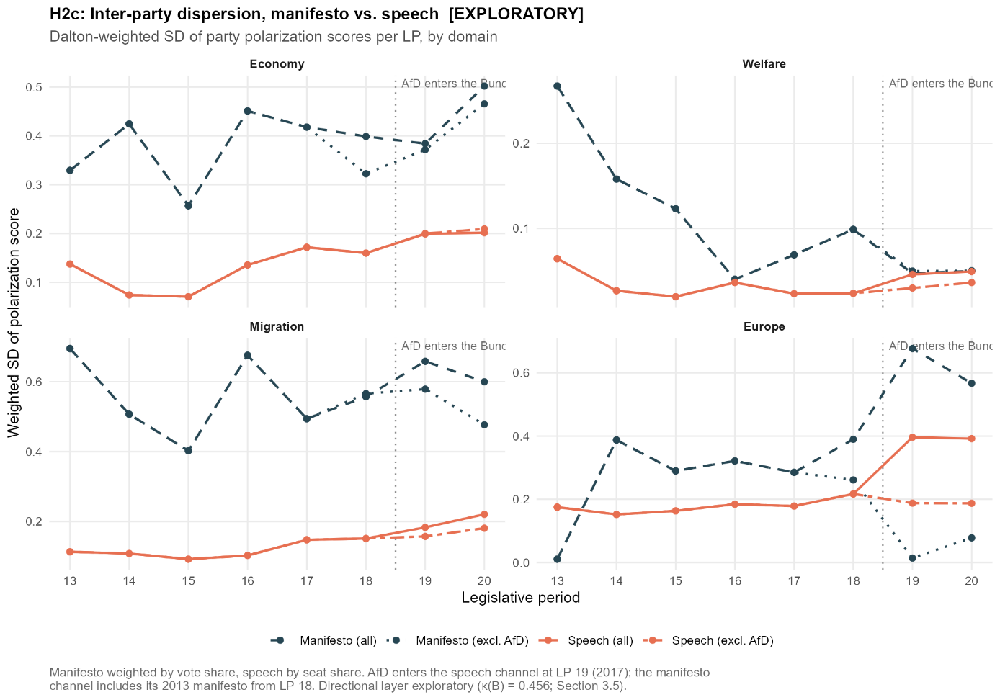 H2c: Inter-party dispersion, manifesto vs. speech [EXPLORATORY]
Dalton-weighted SD of party polarization scores per LP, by domain
Economy
Welfare
AfD enters the Bund
AfD enters the Bund
0.5
0.4
0.3
0.2
0.1
0.2
0.1
Weighted SD of polarization score
Migration
Europe
AfD enters the Bund
AfD enters the Bund
0.6
0.4
0.2
0.6
0.4
0.2
0.0
13 14 15 16 17 18 19 20
13 14 15 16 17 18 19 20
Legislative period
Manifesto (all) Manifesto (excl. AfD) Speech (all) Speech (excl. AfD)
Manifesto weighted by vote share, speech by seat share. AfD enters the speech channel at LP 19 (2017); the manifesto
channel includes its 2013 manifesto from LP 18. Directional layer exploratory (κ(B) = 0.456; Section 3.5).